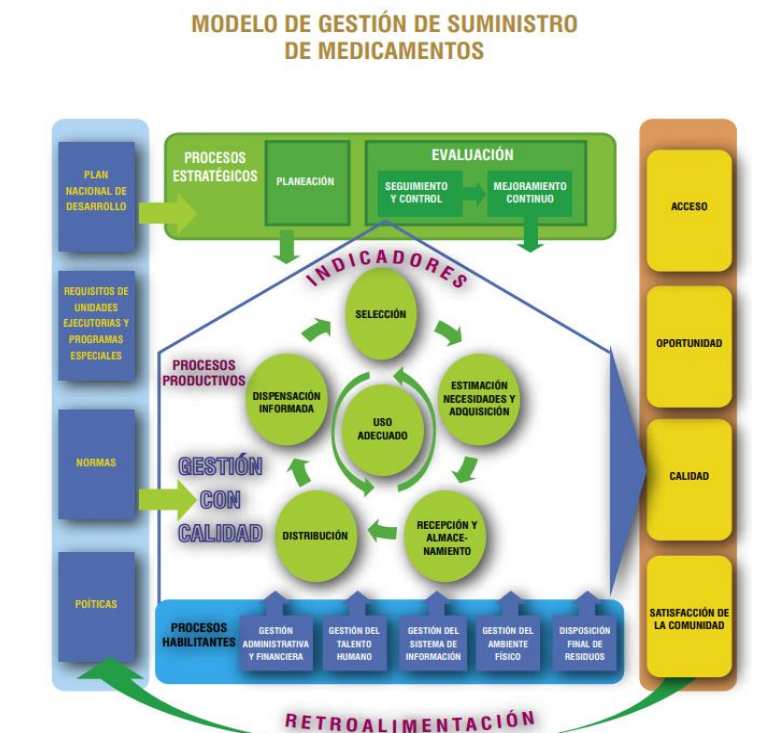 MODELO DE GESTIÓN DE SUMINISTRO
DE MEDICAMENTOS
PLAN
NACIONAL DE
DESARROLLO
REQUISITOS DE
UNIDADES
EJECUTORIAS Y
PROGRAMAS
ESPECIALES
NORMAS
POÍTICAS
PROCESOS
ESTRATÉGICOS
PLANEACIÓN
EVALUACIÓN
SEGUIMIENTO
Y CONTROL
MEJORAMIENTO
CONTINUO
INDICADORES
PROCESOS
PRODUCTIVOS
SELECCIÓN
ESTIMACIÓN
NECESIDADES Y
ADQUISICIÓN
RECEPCIÓN Y
ALMACE-
NAMIENTO
DISTRIBUCIÓN
DISPENSACIÓN
INFORMADA
USO
ADECUADO
GESTIÓN
CON
CALIDAD
PROCESOS
HABILITANTES
GESTIÓN
ADMINISTRATIVA
Y FINANCIERA
GESTIÓN DEL
TALENTO
HUMANO
GESTIÓN DEL
SISTEMA DE
INFORMACIÓN
GESTIÓN DEL
AMBIENTE
FÍSICO
DISPOSICIÓN
FINAL DE
RESIDUOS
ACCESO
OPORTUNIDAD
CALIDAD
SATISFACCIÓN DE
LA COMUNIDAD
RETROALIMENTACIÓN